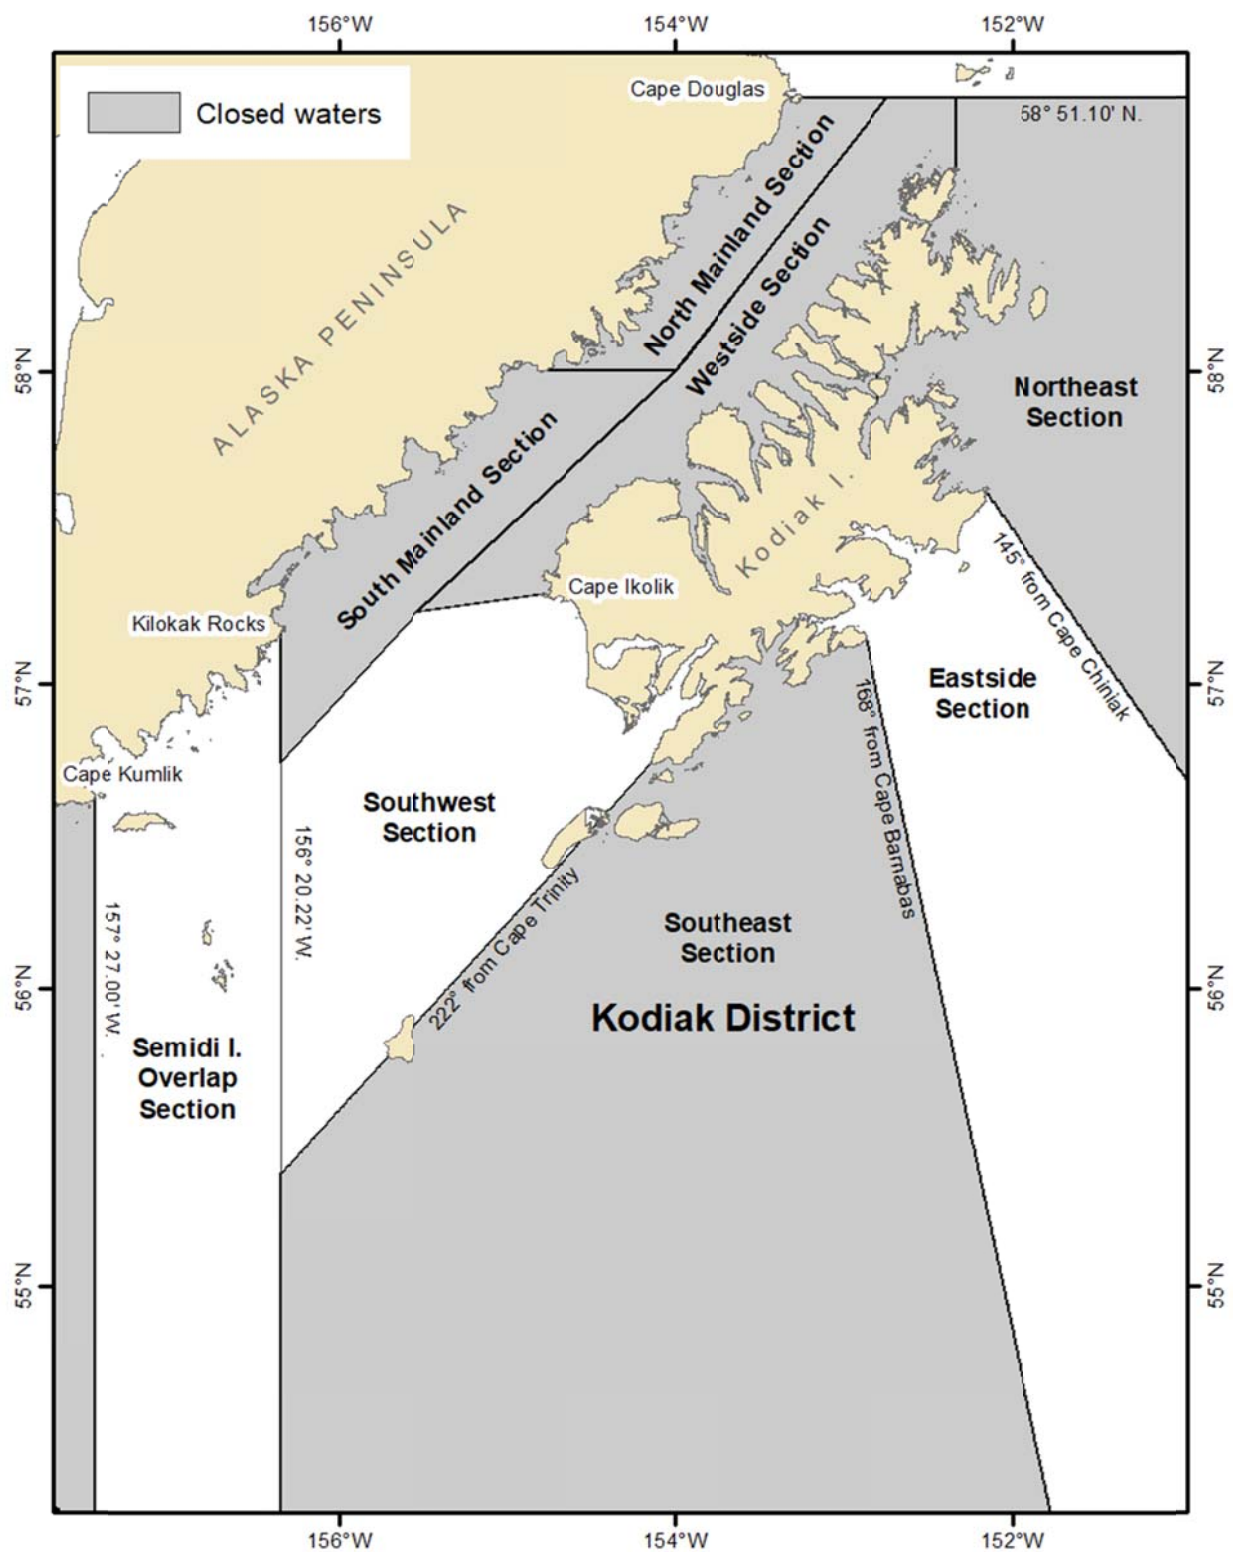 156°W
154°W
152°W
Closed waters
Cape Douglas
58° 51.10' N.
North Mainland Section
Westside Section
ALASKA PENINSULA
58°N
58°N
Northeast
Section
South Mainland Section
Kodiak I.
Cape Ikolik
Kilokak Rocks
145° from Cape Chiniak
57°N
57°N
Eastside
Section
168° from Cape Barnabas
Cape Kumlik
Southwest
Section
156° 20.22' W.
222° from Cape Trinity
157° 27.00' W.
Southeast
Section
56°N
56°N
Kodiak District
Semidi I.
Overlap
Section
55°N
55°N
156°W
154°W
152°W